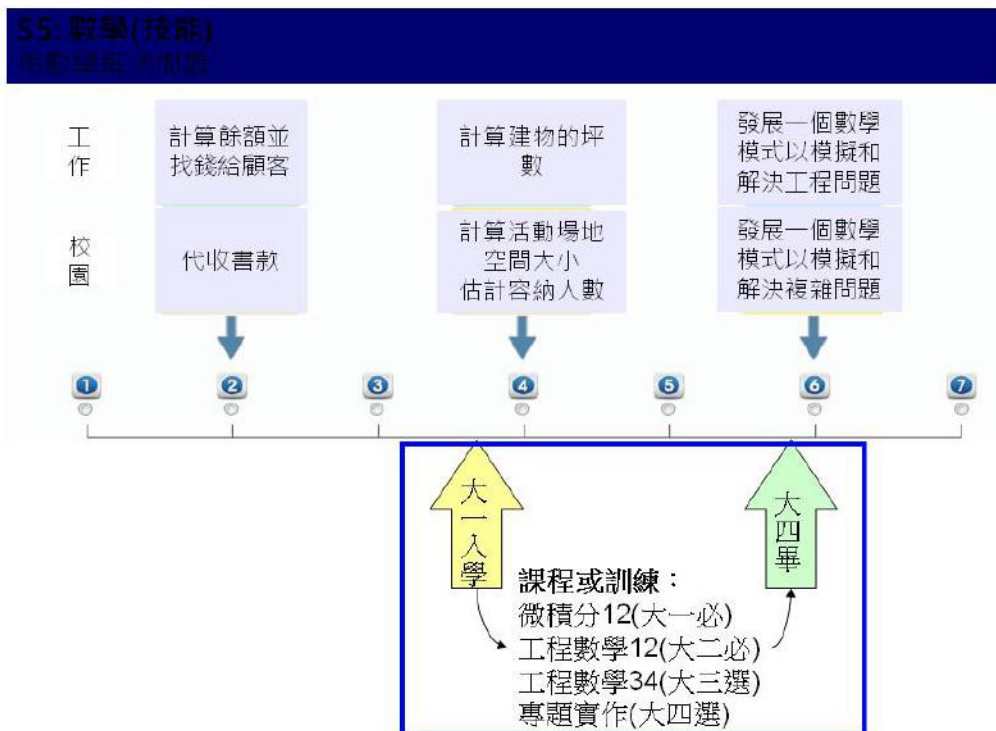 S5: 數學(技能)
用數學解決問題
工作
計算餘額並
找錢給顧客
計算建物的坪
數
發展一個數學
模式以模擬和
解決工程問題
校園
代收書款
計算活動場地
空間大小
估計容納人數
發展一個數學
模式以模擬和
解決複雜問題
1 2 3 4 5 6 7
大一入學
大四畢
課程或訓練：
微積分12(大一必)
工程數學12(大二必)
工程數學34(大三選)
專題實作(大四選)